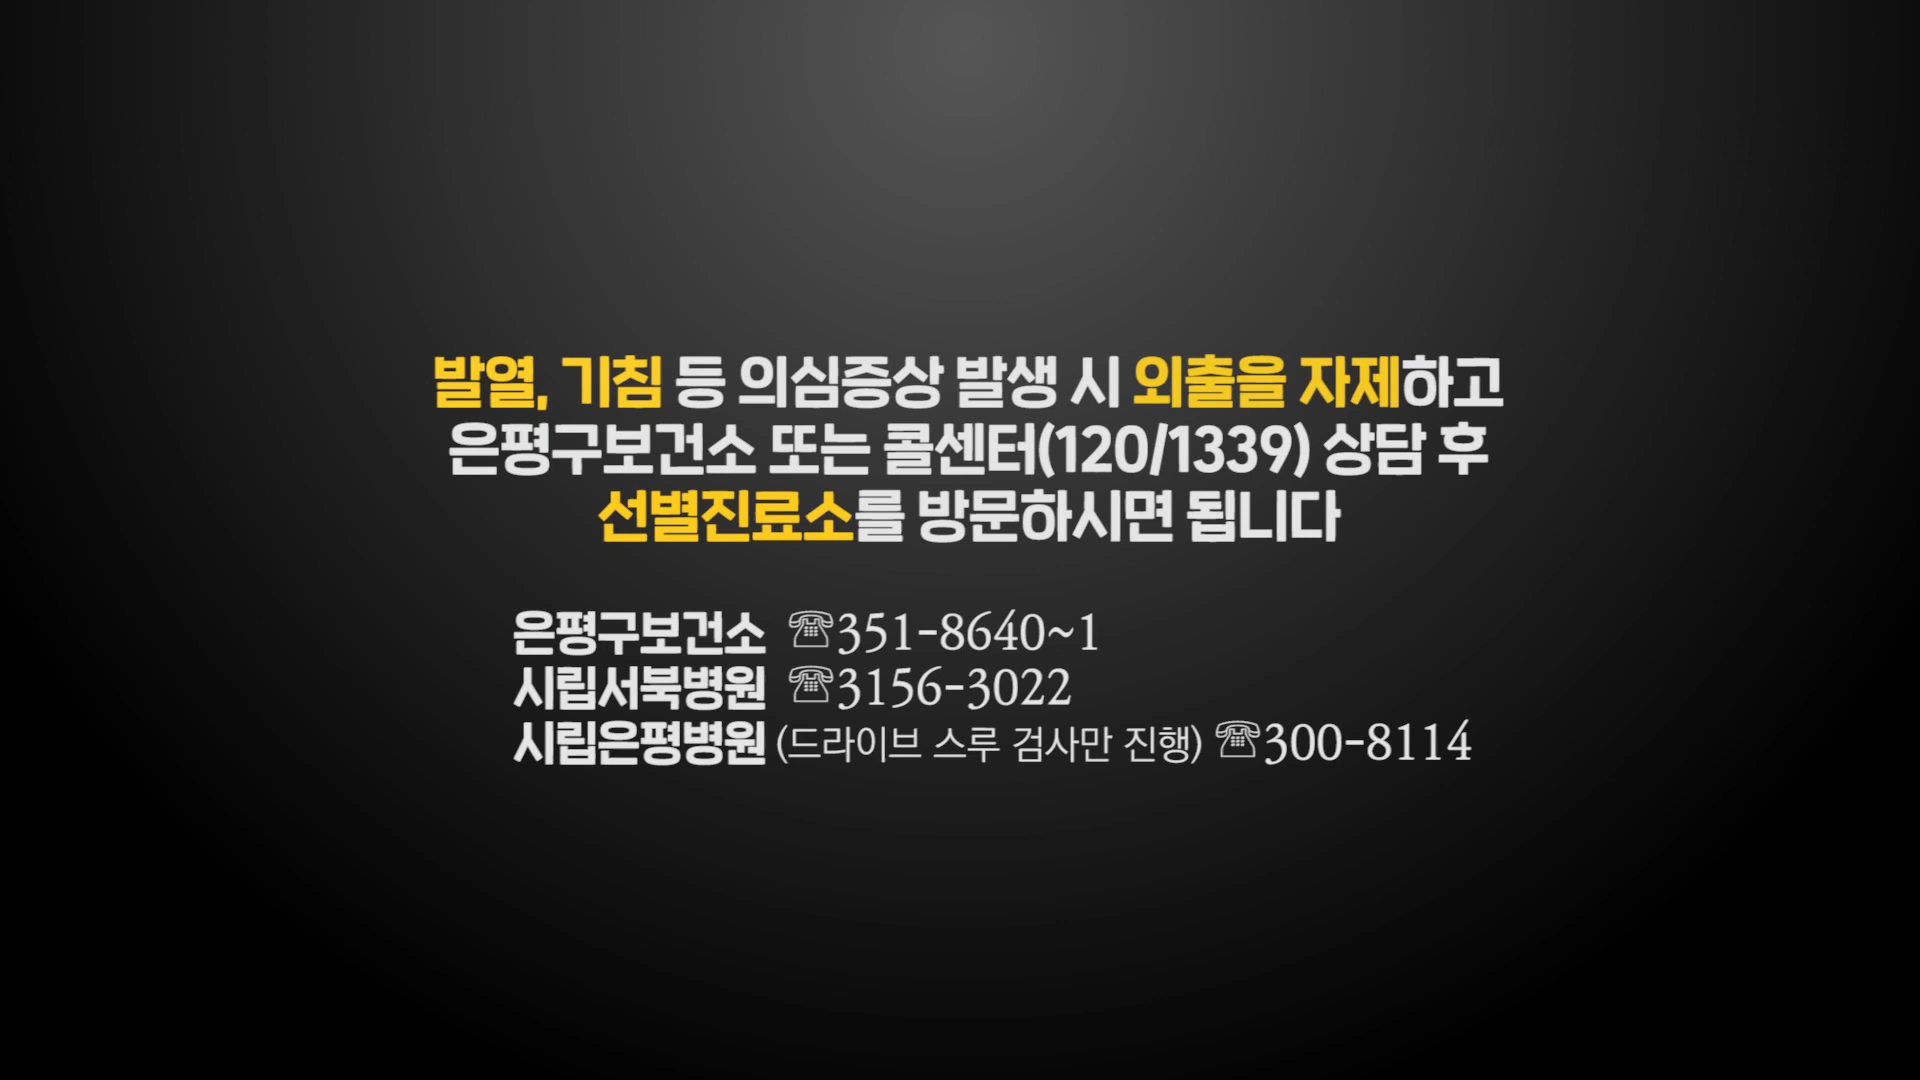 발열, 기침 등 의심증상 발생 시 외출을 자제하고
은평구보건소 또는 콜센터(120/1339) 상담 후
선별진료소를 방문하시면 됩니다
은평구보건소 ☏351-8640~1
시립서북병원 ☏3156-3022
시립은평병원 (드라이브 스루 검사만 진행) ☏300-8114